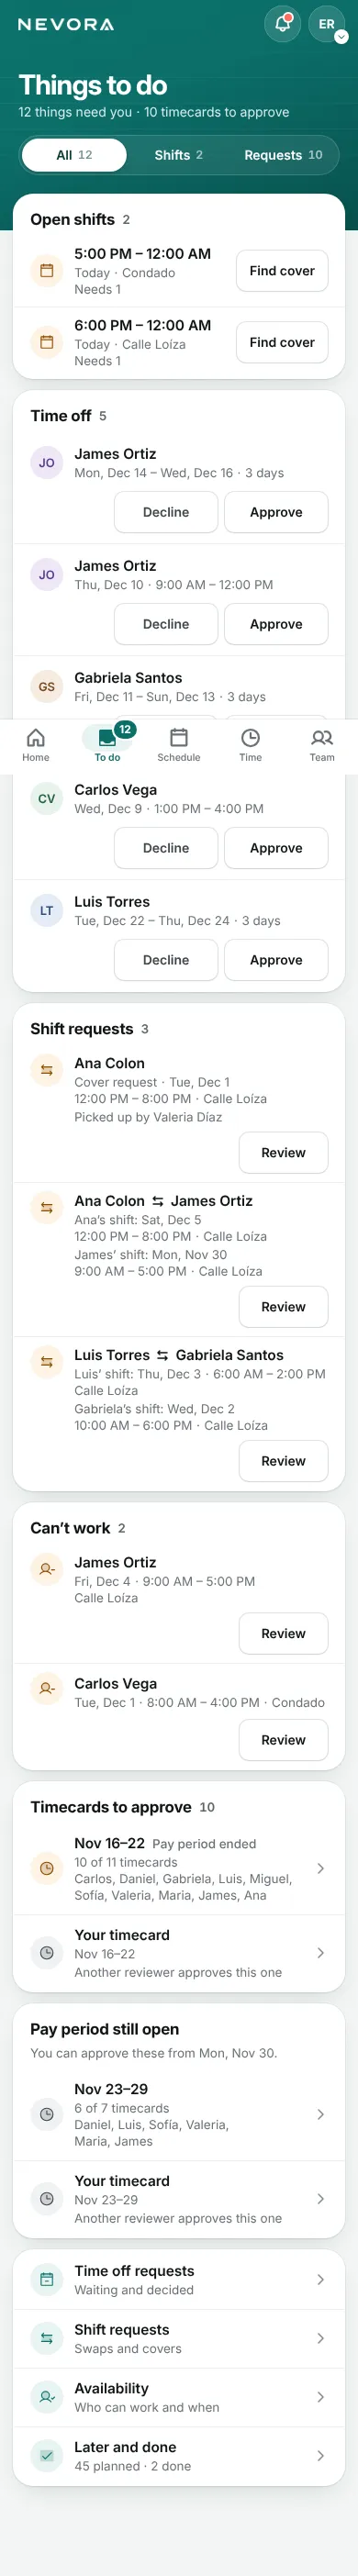 NEVORA
ER
Things to do
12 things need you · 10 timecards to approve
All 12
Shifts 2
Requests 10
Open shifts 2
5:00 PM – 12:00 AM
Today · Condado
Needs 1
Find cover
6:00 PM – 12:00 AM
Today · Calle Loíza
Needs 1
Find cover
Time off 5
JO
James Ortiz
Mon, Dec 14 – Wed, Dec 16 · 3 days
Decline
Approve
JO
James Ortiz
Thu, Dec 10 · 9:00 AM – 12:00 PM
Decline
Approve
GS
Gabriela Santos
Fri, Dec 11 – Sun, Dec 13 · 3 days
Home
12
To do
Schedule
Time
Team
CV
Carlos Vega
Wed, Dec 9 · 1:00 PM – 4:00 PM
Decline
Approve
LT
Luis Torres
Tue, Dec 22 – Thu, Dec 24 · 3 days
Decline
Approve
Shift requests 3
Ana Colon
Cover request · Tue, Dec 1
12:00 PM – 8:00 PM · Calle Loíza
Picked up by Valeria Díaz
Review
Ana Colon ⇆ James Ortiz
Ana’s shift: Sat, Dec 5
12:00 PM – 8:00 PM · Calle Loíza
James’ shift: Mon, Nov 30
9:00 AM – 5:00 PM · Calle Loíza
Review
Luis Torres ⇆ Gabriela Santos
Luis’ shift: Thu, Dec 3 · 6:00 AM – 2:00 PM
Calle Loíza
Gabriela’s shift: Wed, Dec 2
10:00 AM – 6:00 PM · Calle Loíza
Review
Can’t work 2
James Ortiz
Fri, Dec 4 · 9:00 AM – 5:00 PM
Calle Loíza
Review
Carlos Vega
Tue, Dec 1 · 8:00 AM – 4:00 PM · Condado
Review
Timecards to approve 10
Nov 16–22 Pay period ended
10 of 11 timecards
Carlos, Daniel, Gabriela, Luis, Miguel,
Sofía, Valeria, Maria, James, Ana
Your timecard
Nov 16–22
Another reviewer approves this one
Pay period still open
You can approve these from Mon, Nov 30.
Nov 23–29
6 of 7 timecards
Daniel, Luis, Sofía, Valeria,
Maria, James
Your timecard
Nov 23–29
Another reviewer approves this one
Time off requests
Waiting and decided
Shift requests
Swaps and covers
Availability
Who can work and when
Later and done
45 planned · 2 done